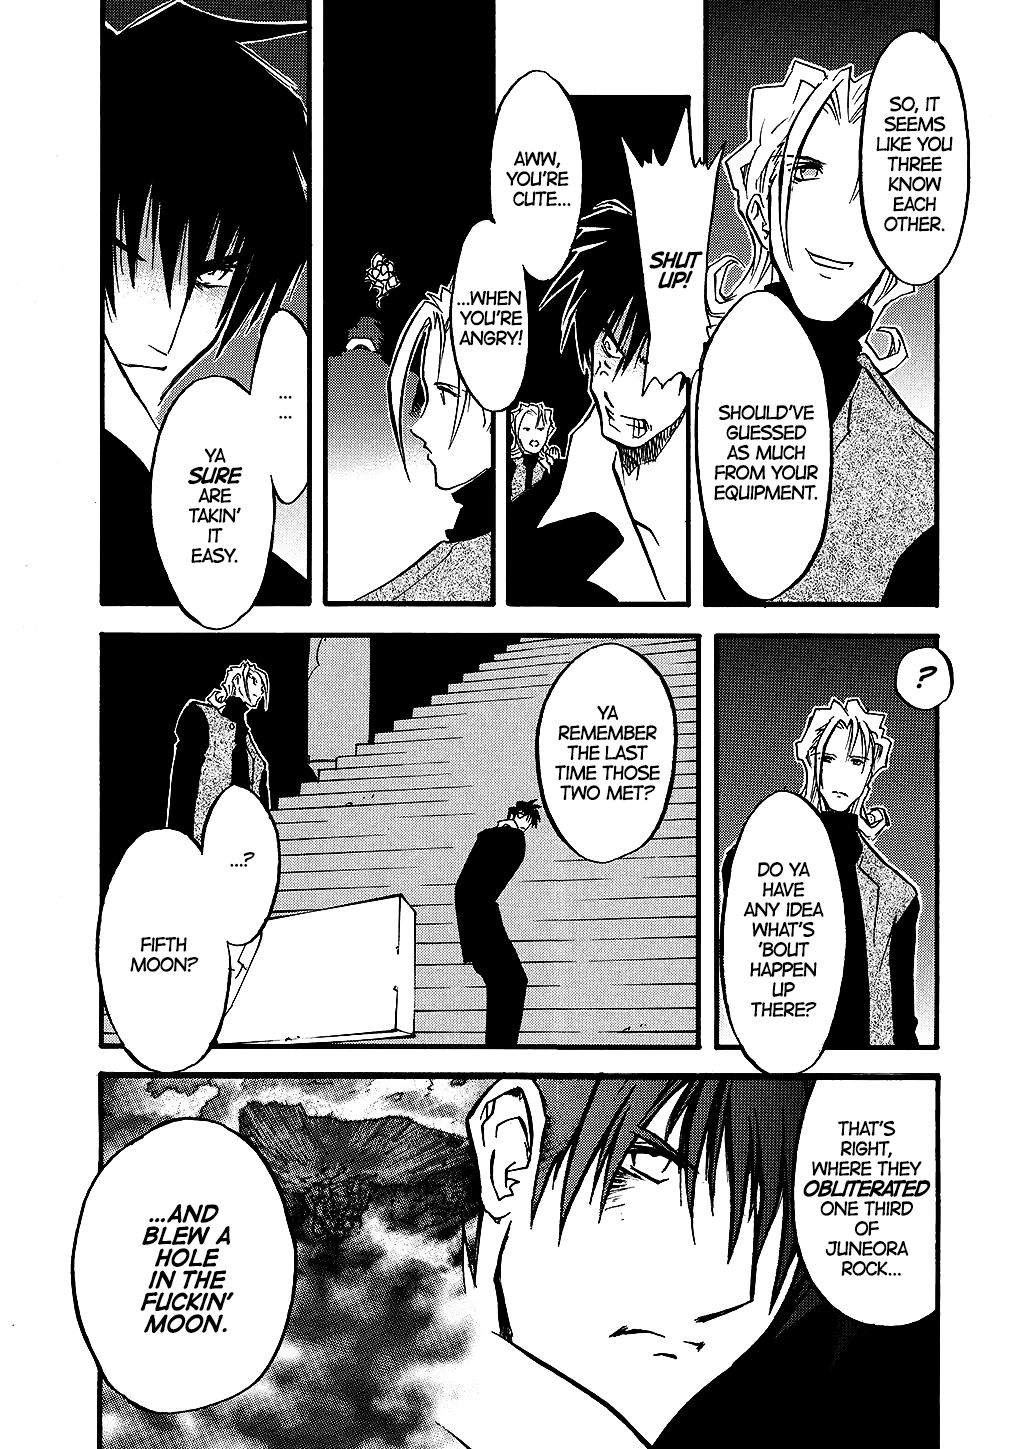 SO, IT
SEEMS
LIKE YOU
THREE
KNOW
EACH
OTHER.
SHOULD'VE
GUESSED
AS MUCH
FROM YOUR
EQUIPMENT.
SHUT
UP!
AWW,
YOU'RE
CUTE...
...WHEN
YOU'RE
ANGRY!
...
...
YA
SURE
ARE
TAKIN'
IT
EASY.
?
DO YA
HAVE
ANY IDEA
WHAT'S
'BOUT
HAPPEN
UP
THERE?
YA
REMEMBER
THE LAST
TIME THOSE
TWO MET?
...?
FIFTH
MOON?
THAT'S
RIGHT,
WHERE THEY
OBLITERATED
ONE THIRD
OF
JUNEORA
ROCK...
...AND
BLEW A
HOLE
IN THE
FUCKIN'
MOON.